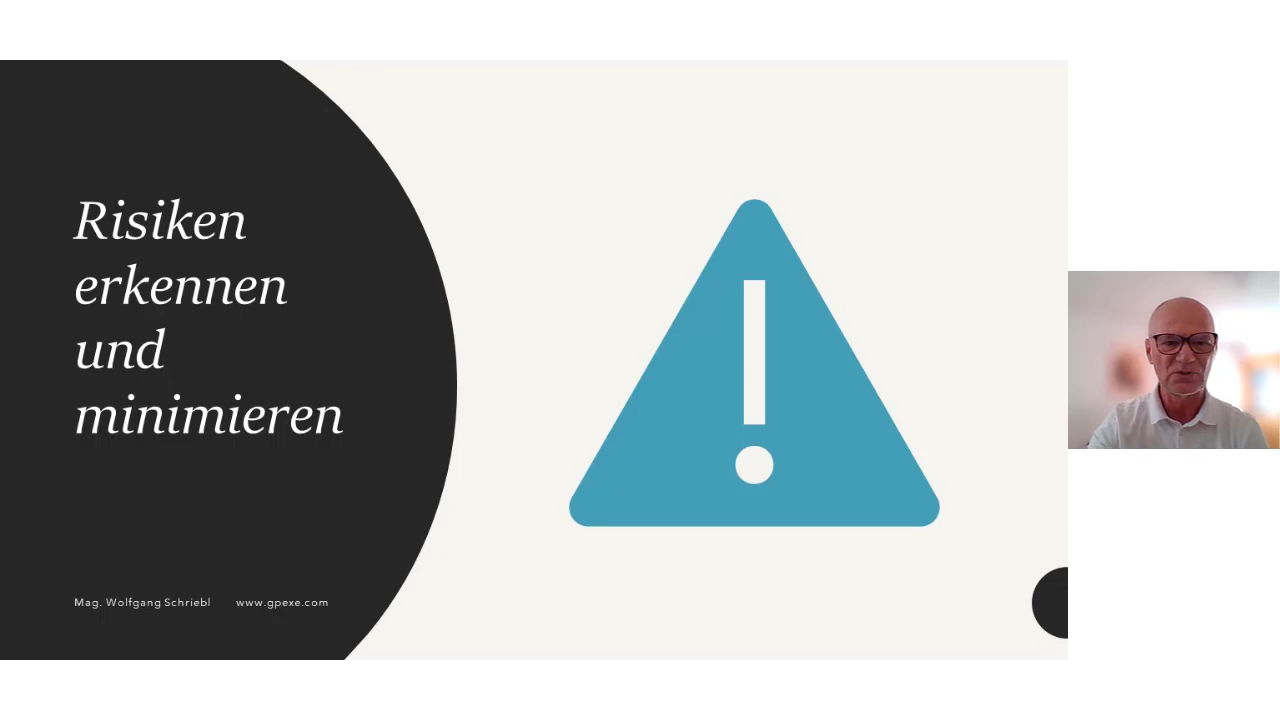 Risiken
erkennen
und
minimieren
Mag. Wolfgang Schriebl www.gpexe.com